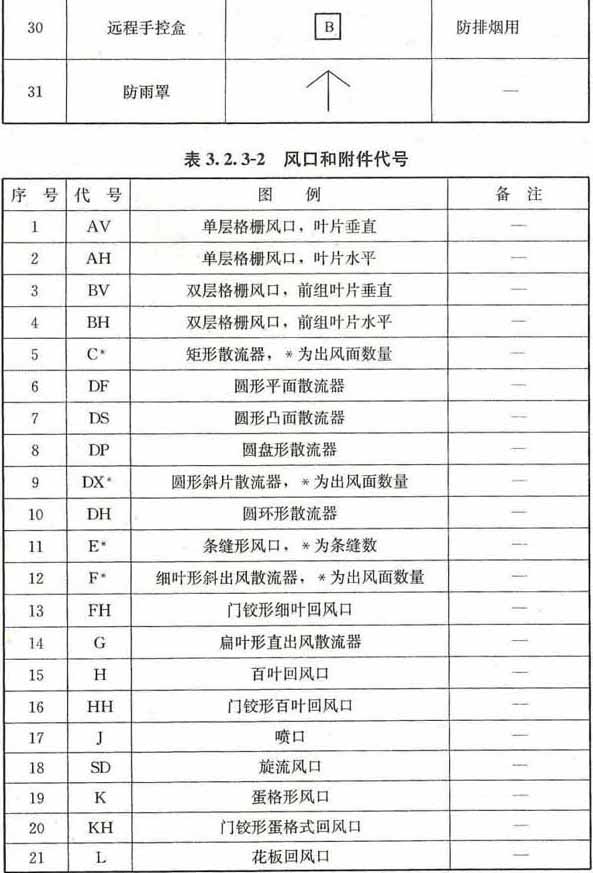 30 远程手控盒 B 防排烟用
31 防雨罩 —
表 3.2.3-2 风口和附件代号
序 号 代 号 图 例 备 注
1 AV 单层格栅风口，叶片垂直 —
2 AH 单层格栅风口，叶片水平 —
3 BV 双层格栅风口，前组叶片垂直 —
4 BH 双层格栅风口，前组叶片水平 —
5 C* 矩形散流器，*为出风面数量 —
6 DF 圆形平面散流器 —
7 DS 圆形凸面散流器 —
8 DP 圆盘形散流器 —
9 DX* 圆形斜片散流器，*为出风面数量 —
10 DH 圆环形散流器 —
11 E* 条缝形风口，*为条缝数 —
12 F* 细叶形斜出风散流器，*为出风面数量 —
13 FH 门铰形细叶回风口 —
14 G 扁叶形直出风散流器 —
15 H 百叶回风口 —
16 HH 门铰形百叶回风口 —
17 J 喷口 —
18 SD 旋流风口 —
19 K 蛋格形风口 —
20 KH 门铰形蛋格式回风口 —
21 L 花板回风口 —